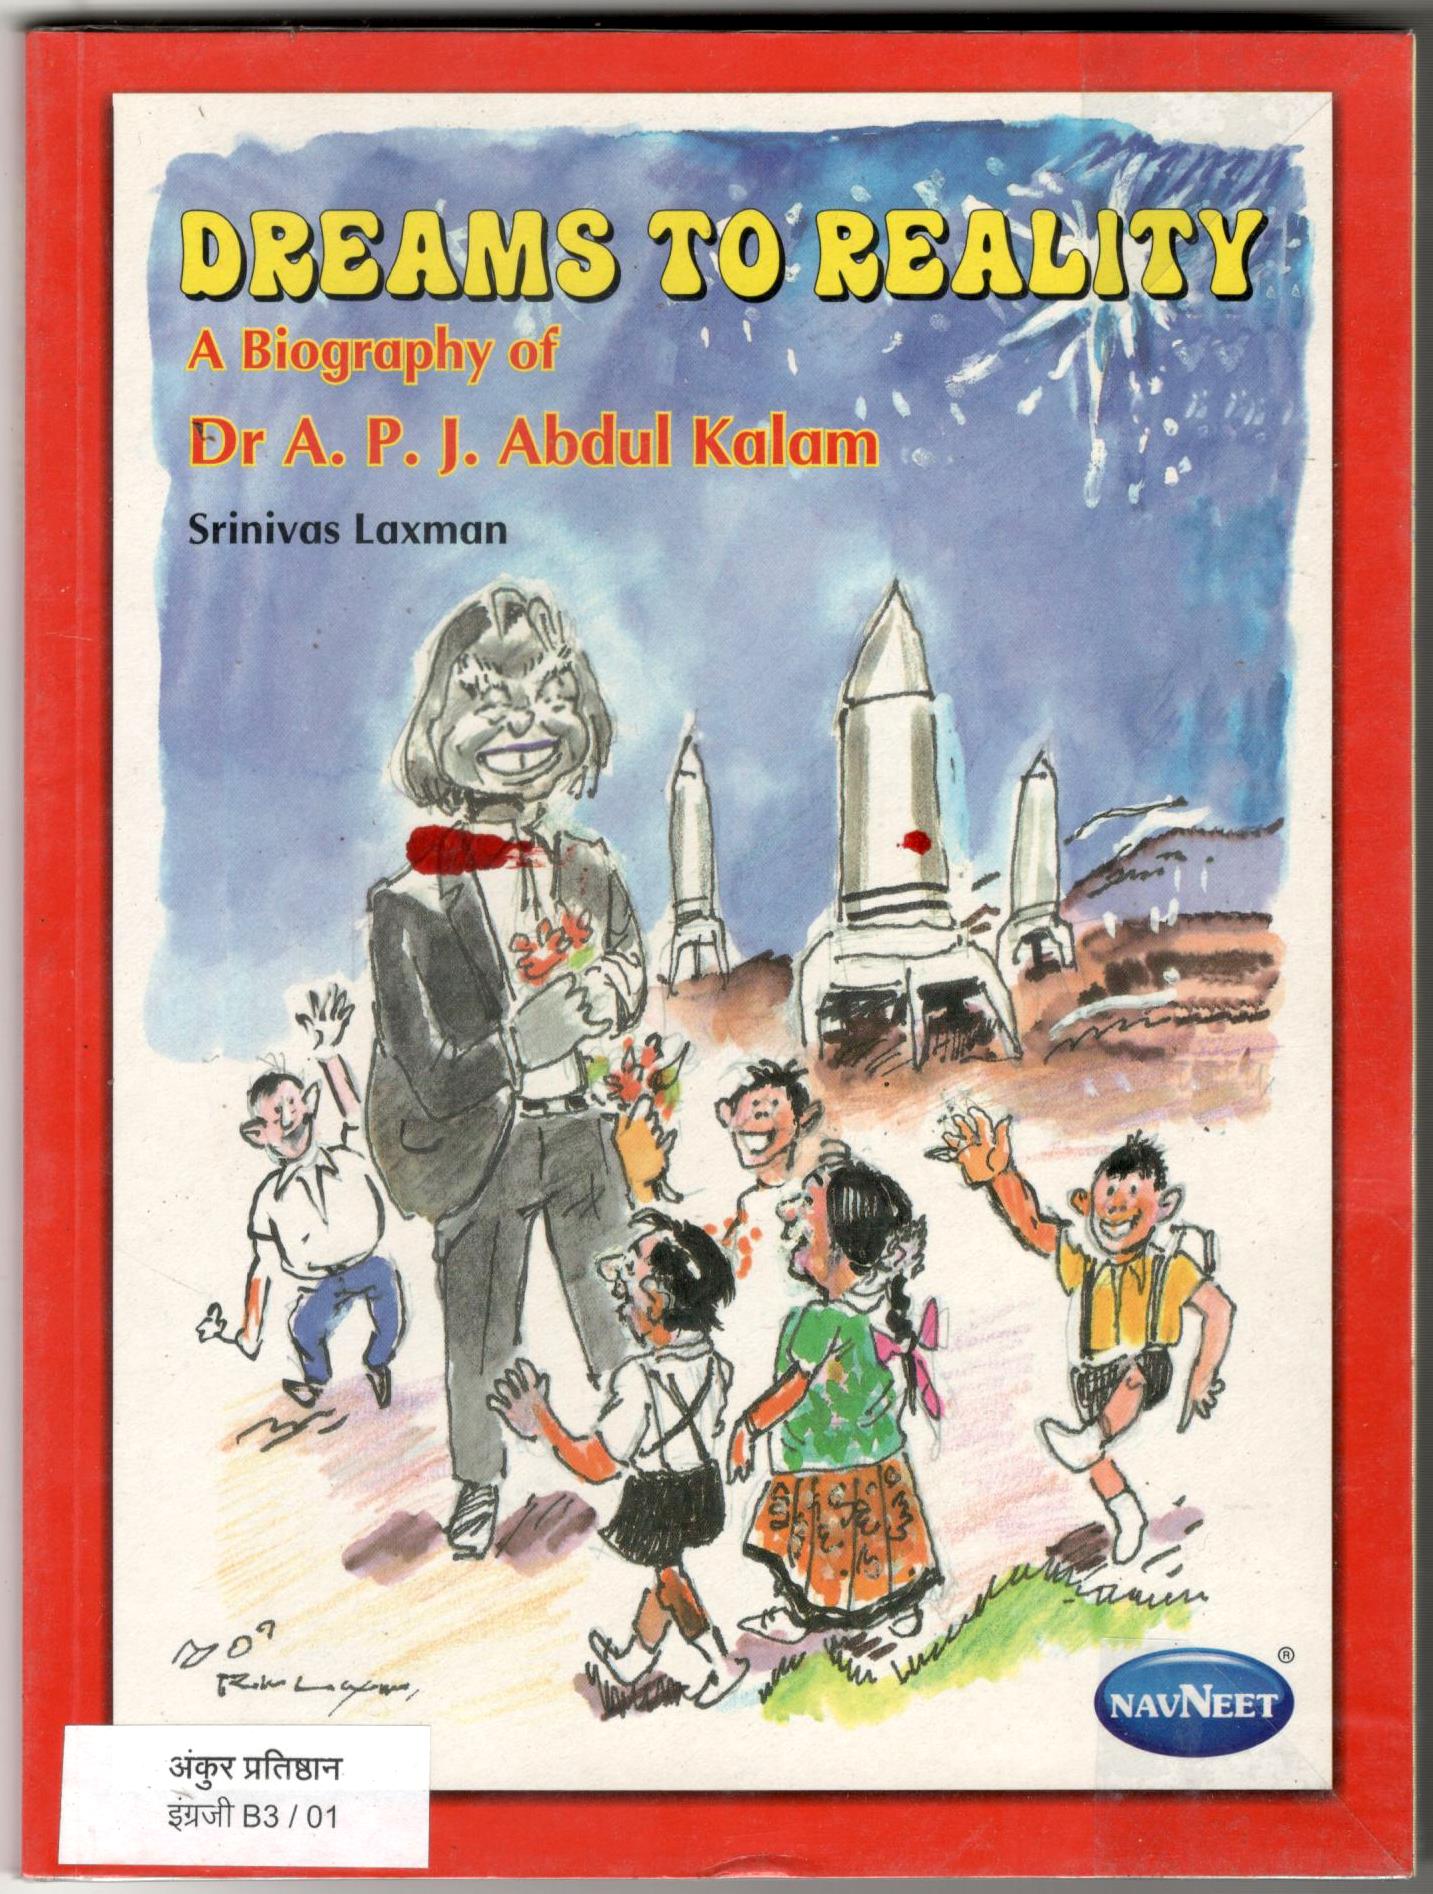 DREAMS TO REALITY
A Biography of
Dr A. P. J. Abdul Kalam
Srinivas Laxman
NAVNEET
®
अंकुर प्रतिष्ठान
इंग्रजी B3 / 01